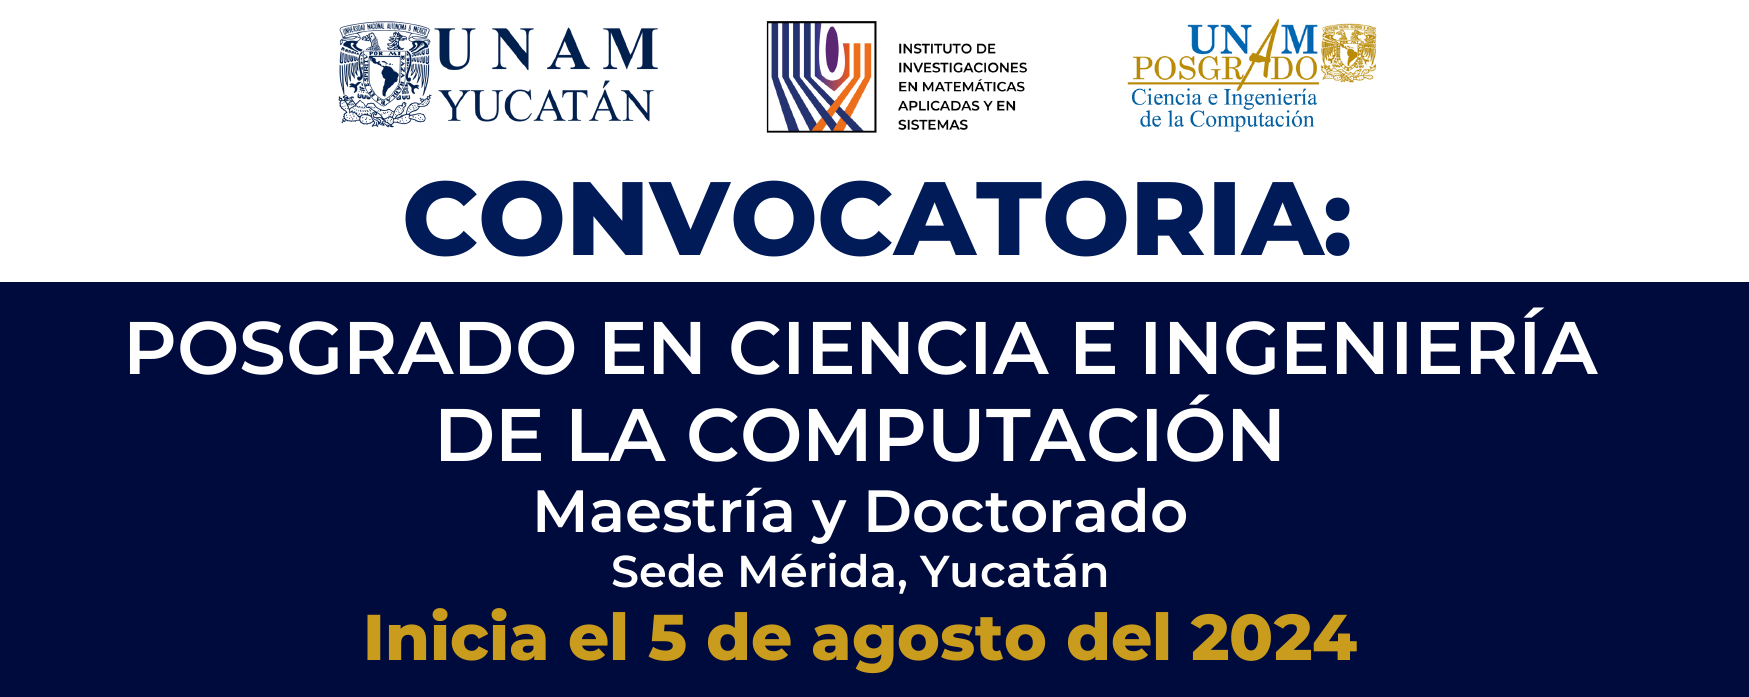 UNAM
YUCATÁN
INSTITUTO DE
INVESTIGACIONES
EN MATEMÁTICAS
APLICADAS Y EN
SISTEMAS
UNAM
POSGRADO
Ciencia e Ingeniería
de la Computación
CONVOCATORIA:
POSGRADO EN CIENCIA E INGENIERÍA
DE LA COMPUTACIÓN
Maestría y Doctorado
Sede Mérida, Yucatán
Inicia el 5 de agosto del 2024